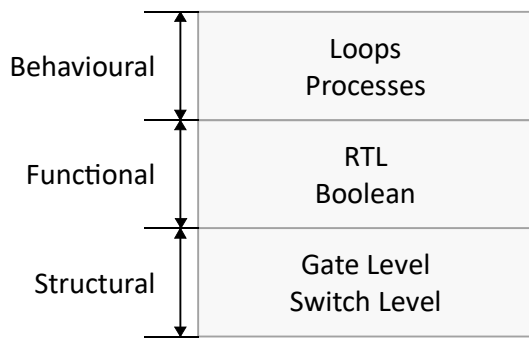 Behavioural
Loops
Processes
Functional
RTL
Boolean
Structural
Gate Level
Switch Level